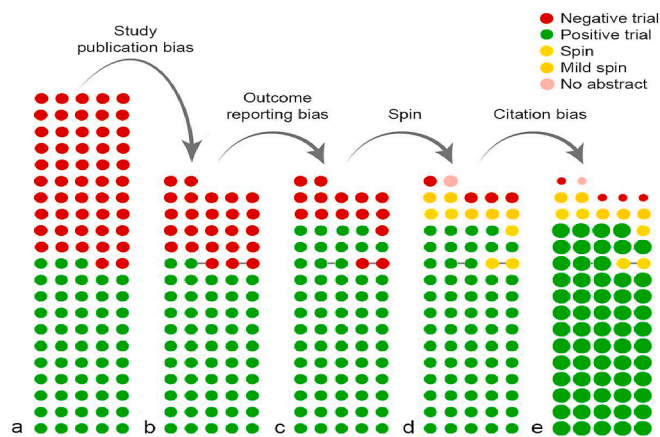 Negative trial
Positive trial
Spin
Mild spin
No abstract
Study
publication bias
Outcome
reporting bias
Spin
Citation bias
a
b
c
d
e